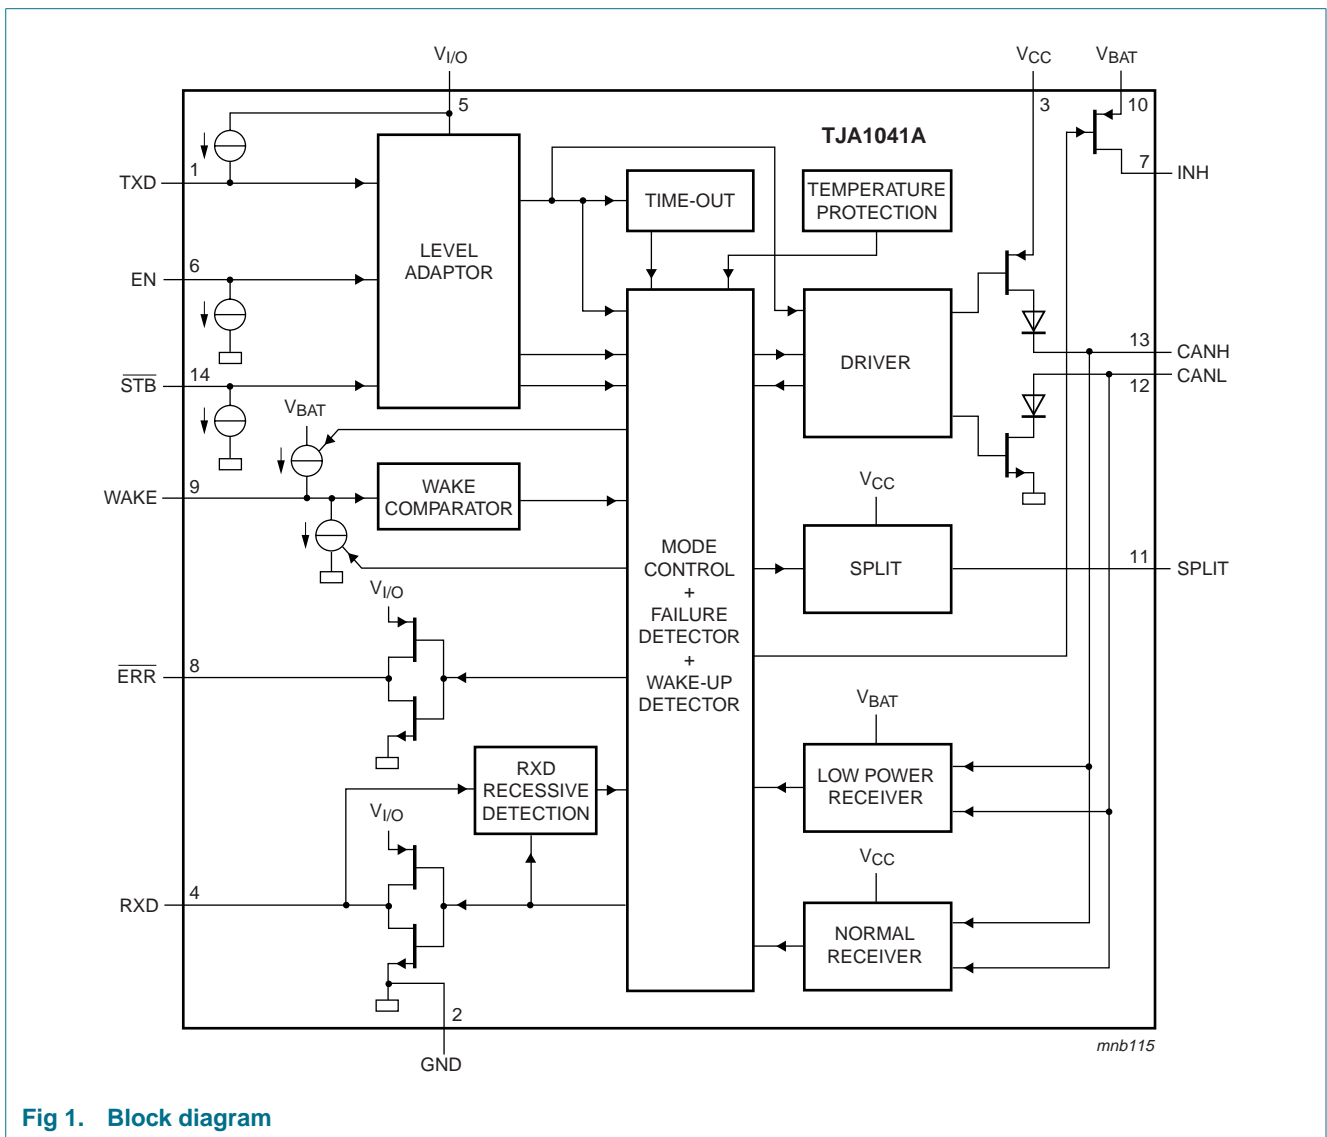 VI/O
VCC
VBAT
5
3
10
TJA1041A
1
TXD
7
INH
TIME-OUT
TEMPERATURE
PROTECTION
LEVEL
ADAPTOR
6
EN
13
CANH
DRIVER
14
STB
CANL
12
VBAT
9
WAKE
WAKE
COMPARATOR
VCC
MODE
CONTROL
+
FAILURE
DETECTOR
+
WAKE-UP
DETECTOR
SPLIT
11
SPLIT
VI/O
8
ERR
VBAT
RXD
RECESSIVE
DETECTION
LOW POWER
RECEIVER
VI/O
VCC
4
RXD
NORMAL
RECEIVER
2
GND
mnb115
Fig 1. Block diagram